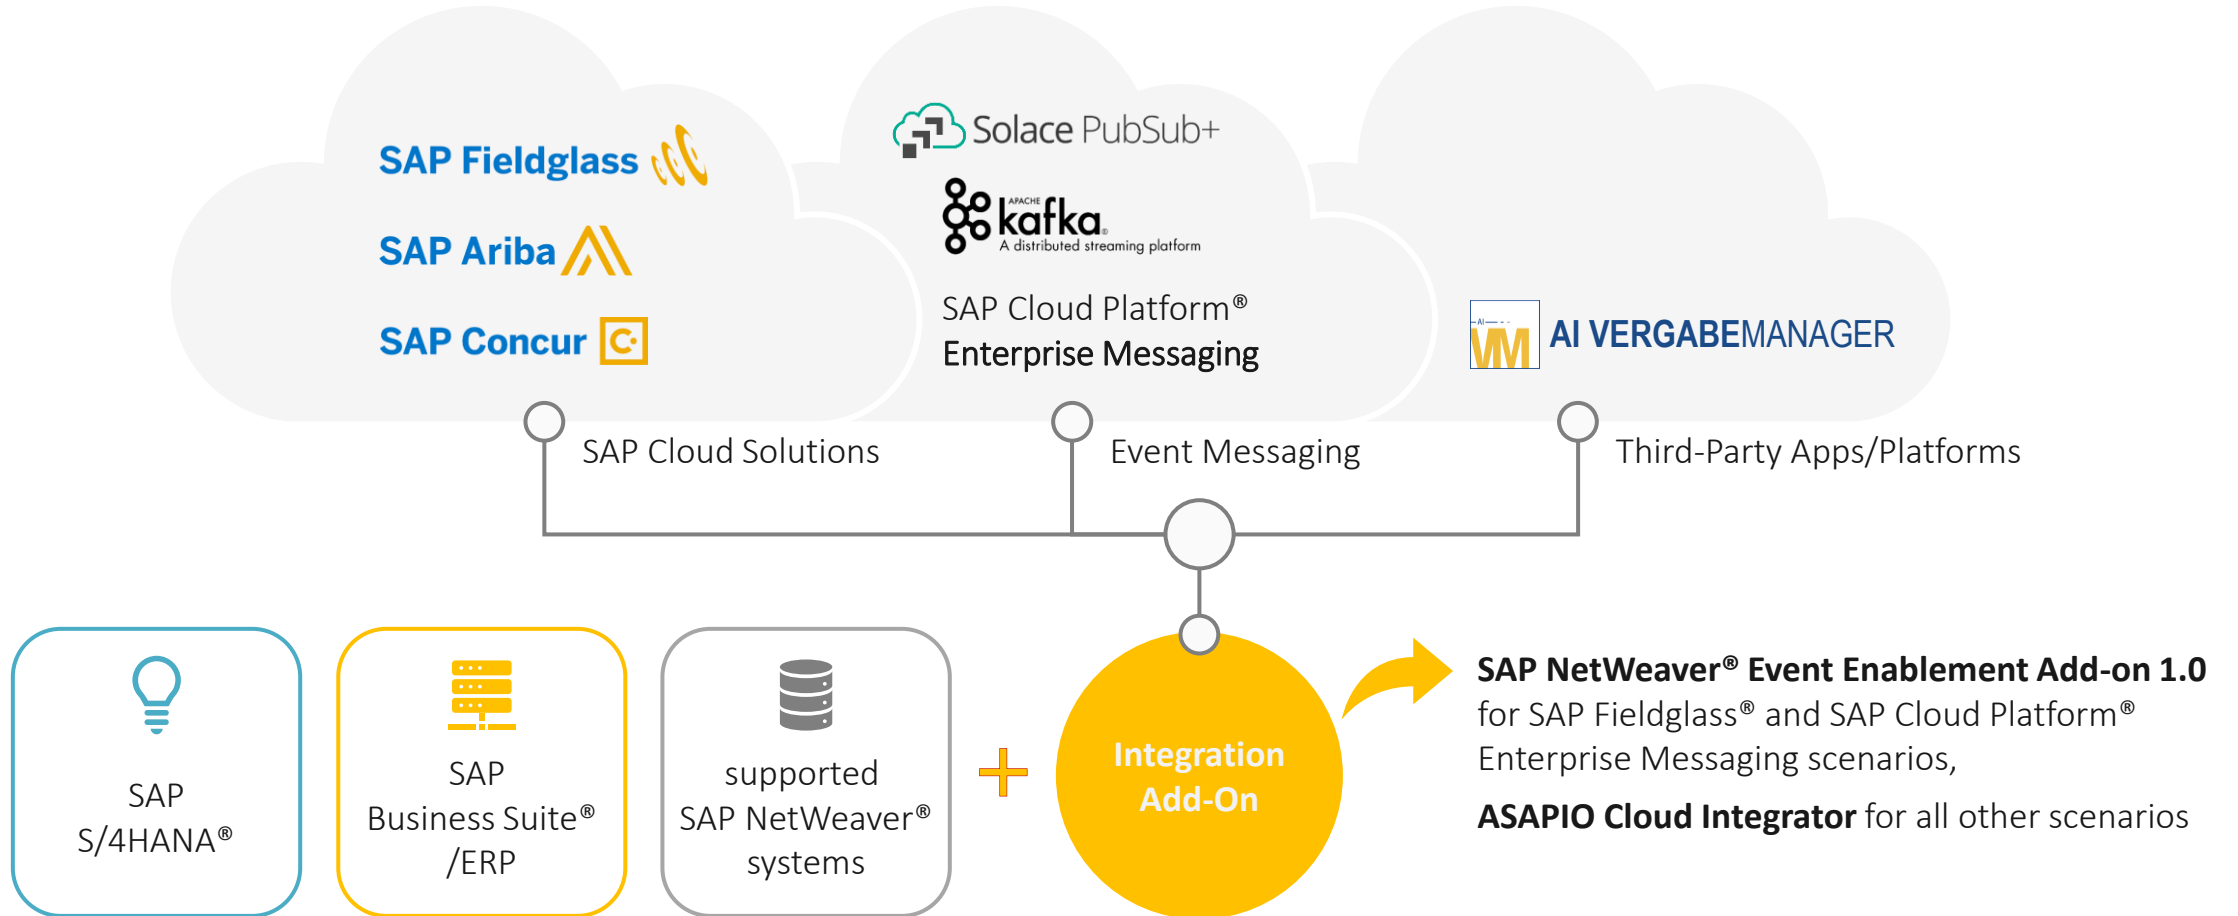 SAP Fieldglass
SAP Ariba
SAP Concur
Solace PubSub+
APACHE
kafka®
A distributed streaming platform
SAP Cloud Platform®
Enterprise Messaging
AI
VM
AI VERGABEMANAGER
SAP Cloud Solutions
Event Messaging
Third-Party Apps/Platforms
SAP
S/4HANA®
SAP
Business Suite®
/ERP
supported
SAP NetWeaver®
systems
Integration
Add-On
SAP NetWeaver® Event Enablement Add-on 1.0
for SAP Fieldglass® and SAP Cloud Platform®
Enterprise Messaging scenarios,
ASAPIO Cloud Integrator for all other scenarios